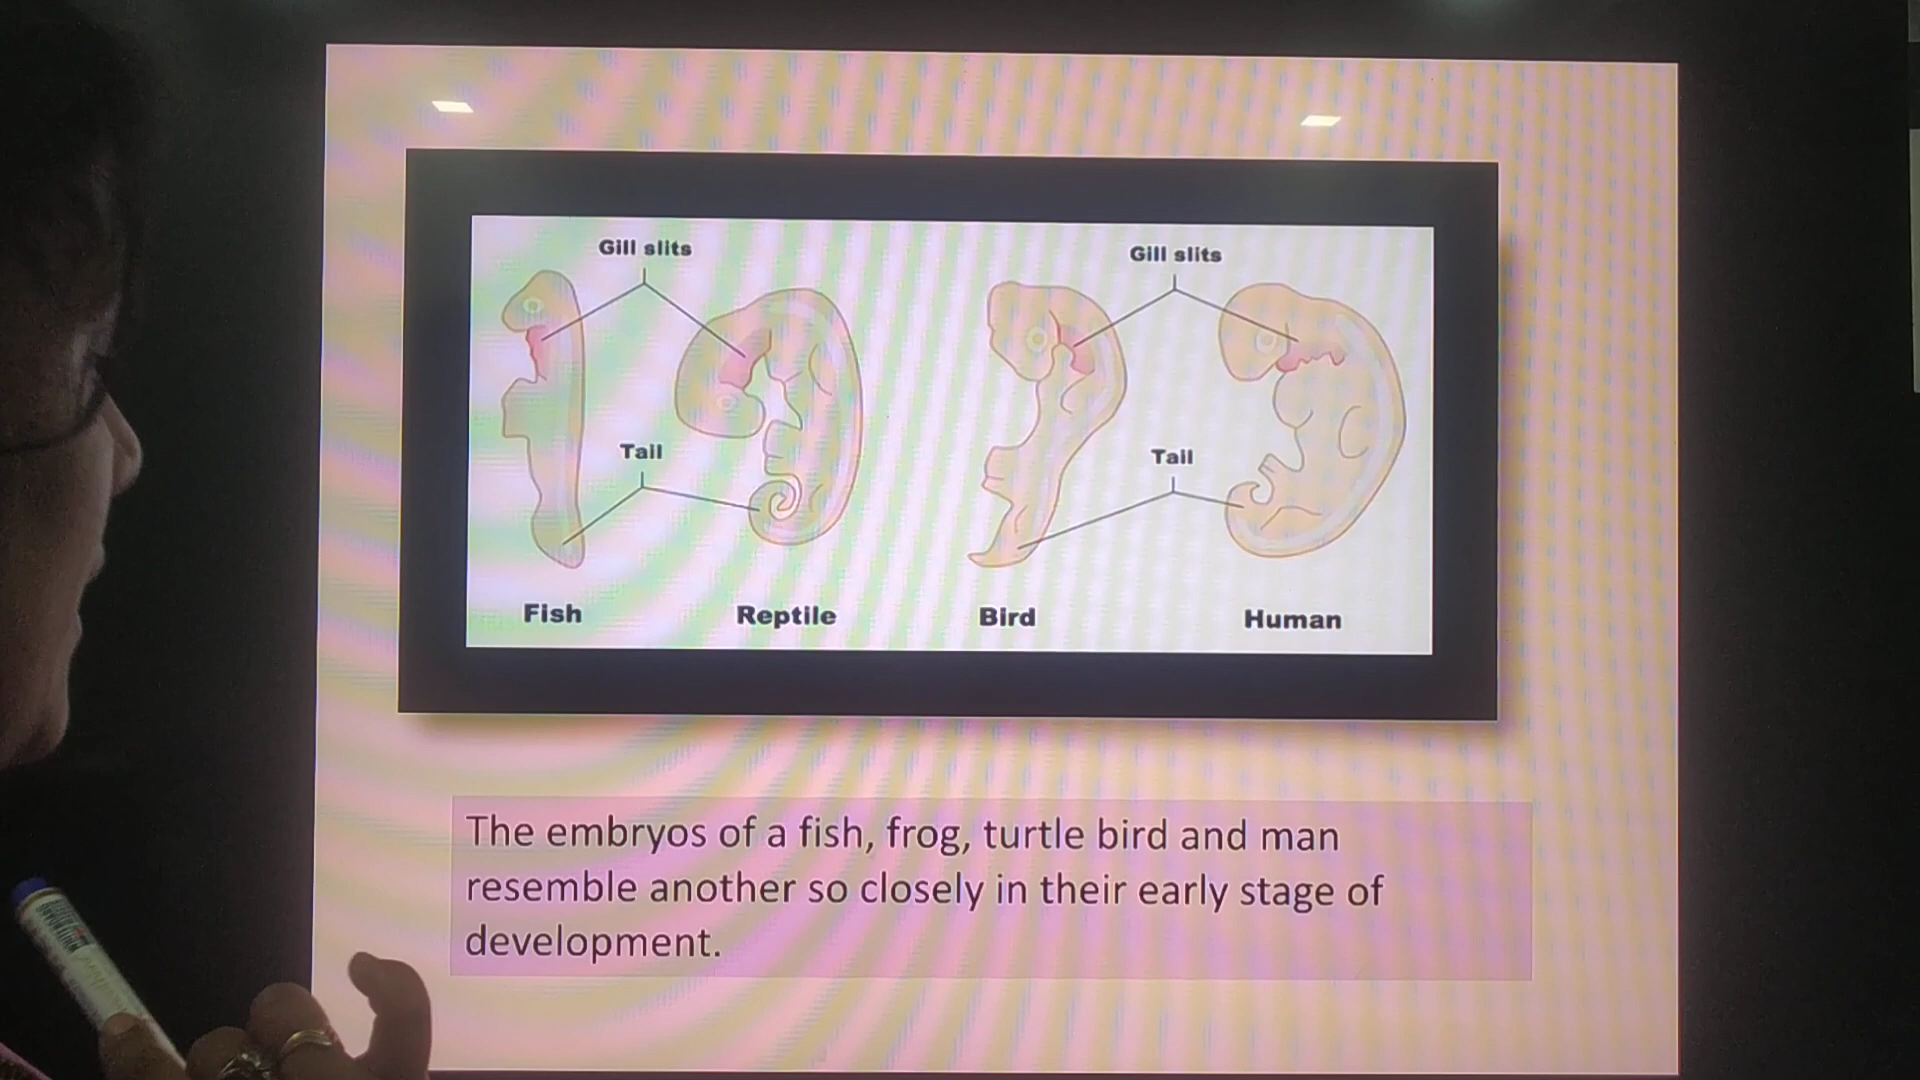 Gill slits Gill slits
Tail Tail
Fish Reptile Bird Human
The embryos of a fish, frog, turtle bird and man
resemble another so closely in their early stage of
development.